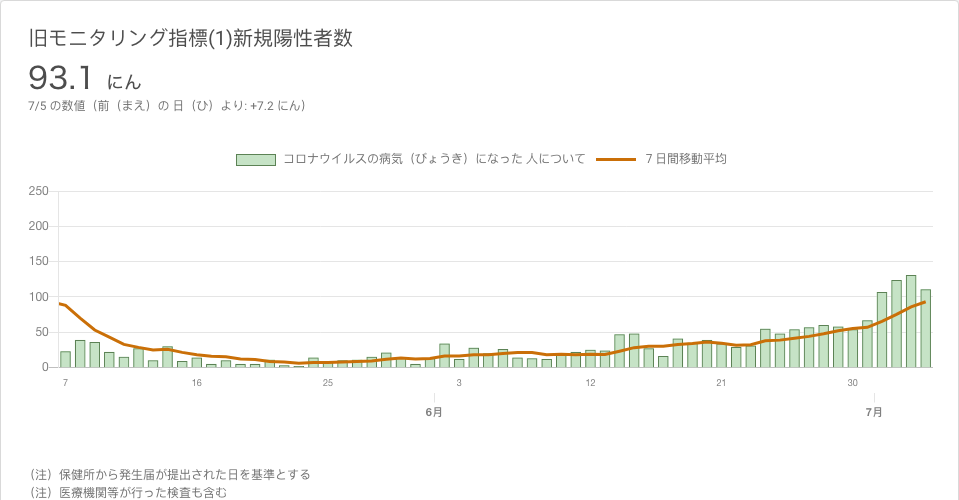 旧モニタリング指標(1)新規陽性者数
93.1 にん
7/5 の数値（前（まえ）の 日（ひ）より: +7.2 にん）
コロナウイルスの病気（びょうき）になった 人について
７日間移動平均
250
200
150
100
50
0
7 16 25 3 12 21 30
6月 7月
（注）保健所から発生届が提出された日を基準とする
（注）医療機関等が行った検査も含む